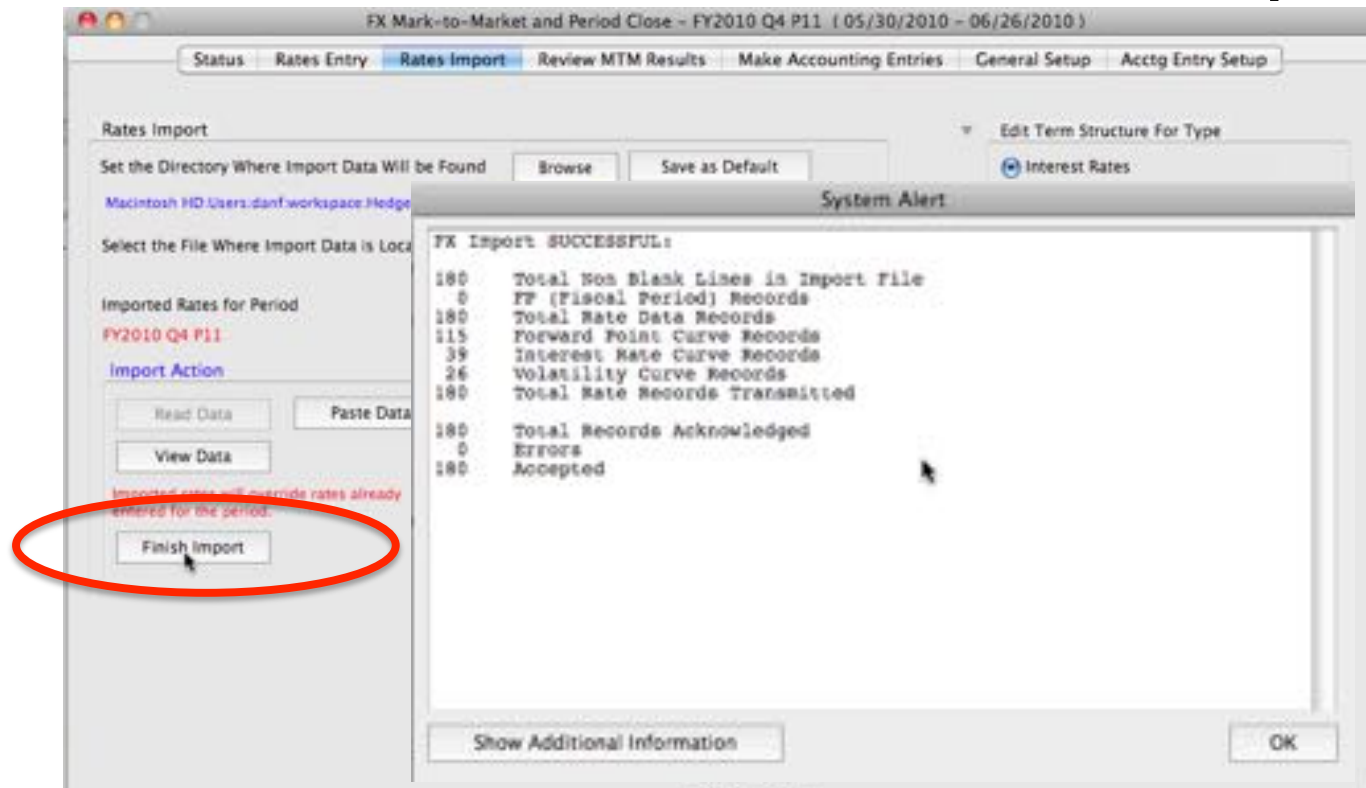 FX Mark-to-Market and Period Close - FY2010 Q4 P11 ( 05/30/2010 - 06/26/2010 )
Status Rates Entry Rates Import Review MTM Results Make Accounting Entries General Setup Acctg Entry Setup
Rates Import
Edit Term Structure For Type
Set the Directory Where Import Data Will be Found Browse Save as Default
Interest Rates
Macintosh HD:Users:danf:workspace:Hedge
Select the File Where Import Data is Loca
Imported Rates for Period
FY2010 Q4 P11
Import Action
Read Data Paste Data
View Data
Imported rates will override rates already
entered for the period.
Finish Import
System Alert
FX Import SUCCESSFUL:
180 Total Non Blank Lines in Import File
0 FP (Fiscal Period) Records
180 Total Rate Data Records
115 Forward Point Curve Records
39 Interest Rate Curve Records
26 Volatility Curve Records
180 Total Rate Records Transmitted
180 Total Records Acknowledged
0 Errors
180 Accepted
Show Additional Information OK